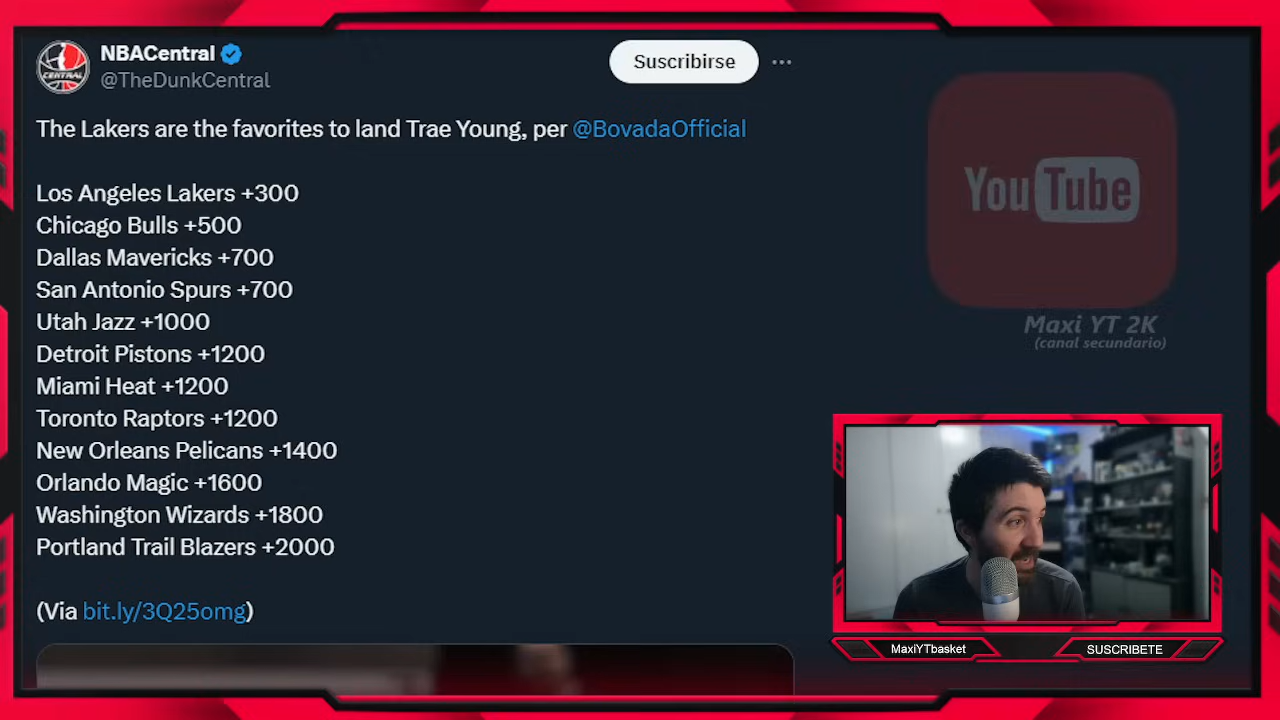 NBACentral
@TheDunkCentral
Suscribirse
The Lakers are the favorites to land Trae Young, per @BovadaOfficial
Los Angeles Lakers +300
Chicago Bulls +500
Dallas Mavericks +700
San Antonio Spurs +700
Utah Jazz +1000
Detroit Pistons +1200
Miami Heat +1200
Toronto Raptors +1200
New Orleans Pelicans +1400
Orlando Magic +1600
Washington Wizards +1800
Portland Trail Blazers +2000
(Via bit.ly/3Q25omg)
CENTRAL
YouTube
Maxi YT 2K
(canal secundario)
MaxiYTbasket
SUSCRIBETE